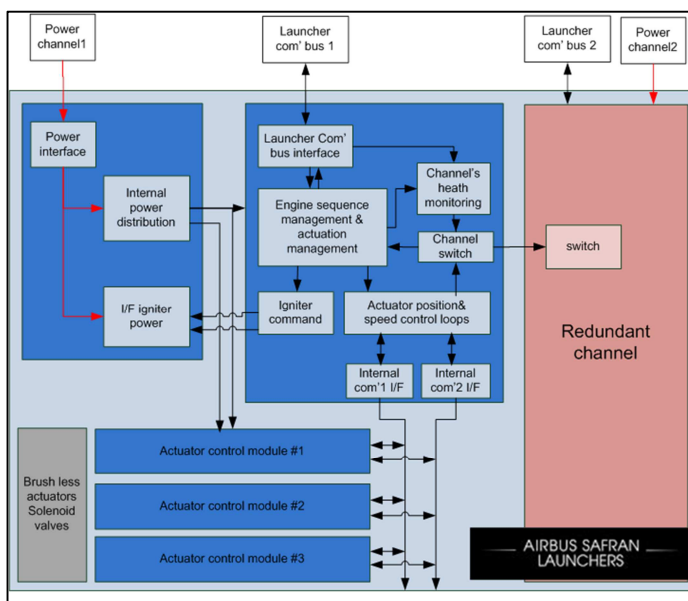 Power
channel1
Launcher
com' bus 1
Launcher
com' bus 2
Power
channel2
Power
interface
Internal
power
distribution
I/F igniter
power
Launcher Com'
bus interface
Channel's
heath
monitoring
Engine sequence
management &
actuation
management
Channel
switch
switch
Igniter
command
Actuator position&
speed control loops
Internal
com'1 I/F
Internal
com'2 I/F
Redundant
channel
Brush less
actuators
Solenoid
valves
Actuator control module #1
Actuator control module #2
Actuator control module #3
AIRBUS SAFRAN
LAUNCHERS